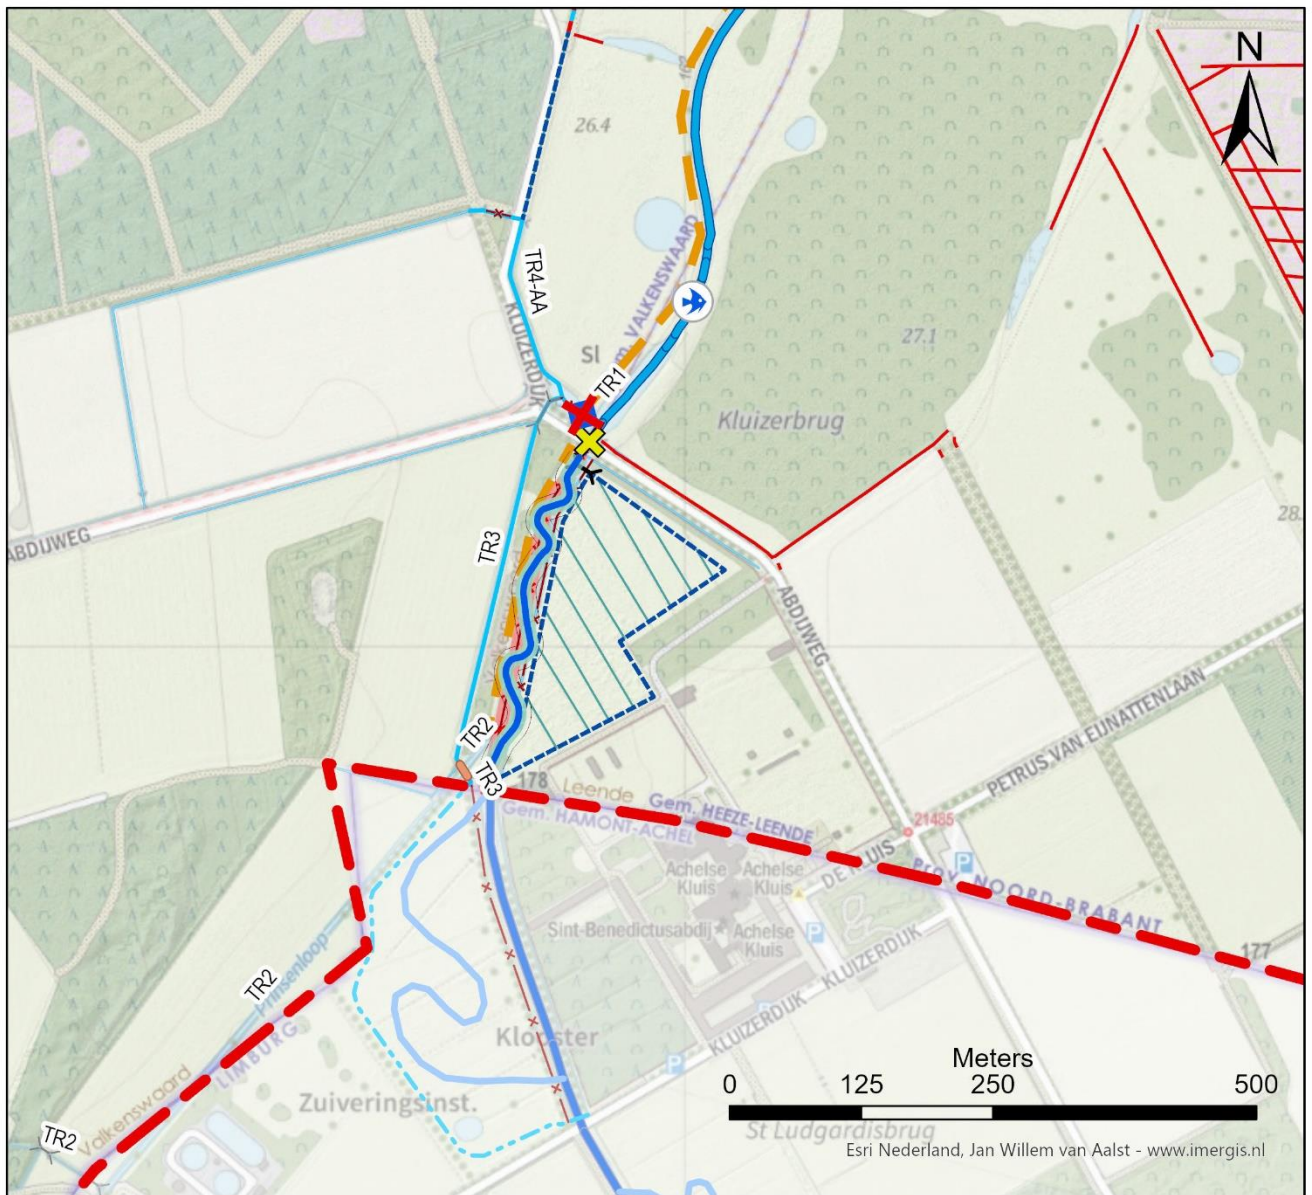 N
26.4
TR4-AA
KLUIZERDIJK
m. VALKENSWAARD
27.1
Sl
TR1
Kluizerbrug
28.
ABDIJWEG
TR3
ABDIJWEG
PETRUS VAN EIJNATTENLAAN
TR2
TR3
178
Leende
Gem. HEEZE-LEENDE
Gem. HAMONT-ACHEL
21485
DE KLUIS
Achelse
Kluis
Achelse
Kluis
P
Prov. NOORD-BRABANT
Sint-Benedictusabdij
Achelse
Kluis
P
177
KLUIZERDIJK
TR2
Prinsenloop
LIMBURG
Klooster
KLUIZERDIJK
P
Meters
0 125 250 500
Zuiveringsinst.
Valkenswaard
TR2
St Ludgardisbrug
Esri Nederland, Jan Willem van Aalst - www.imergis.nl